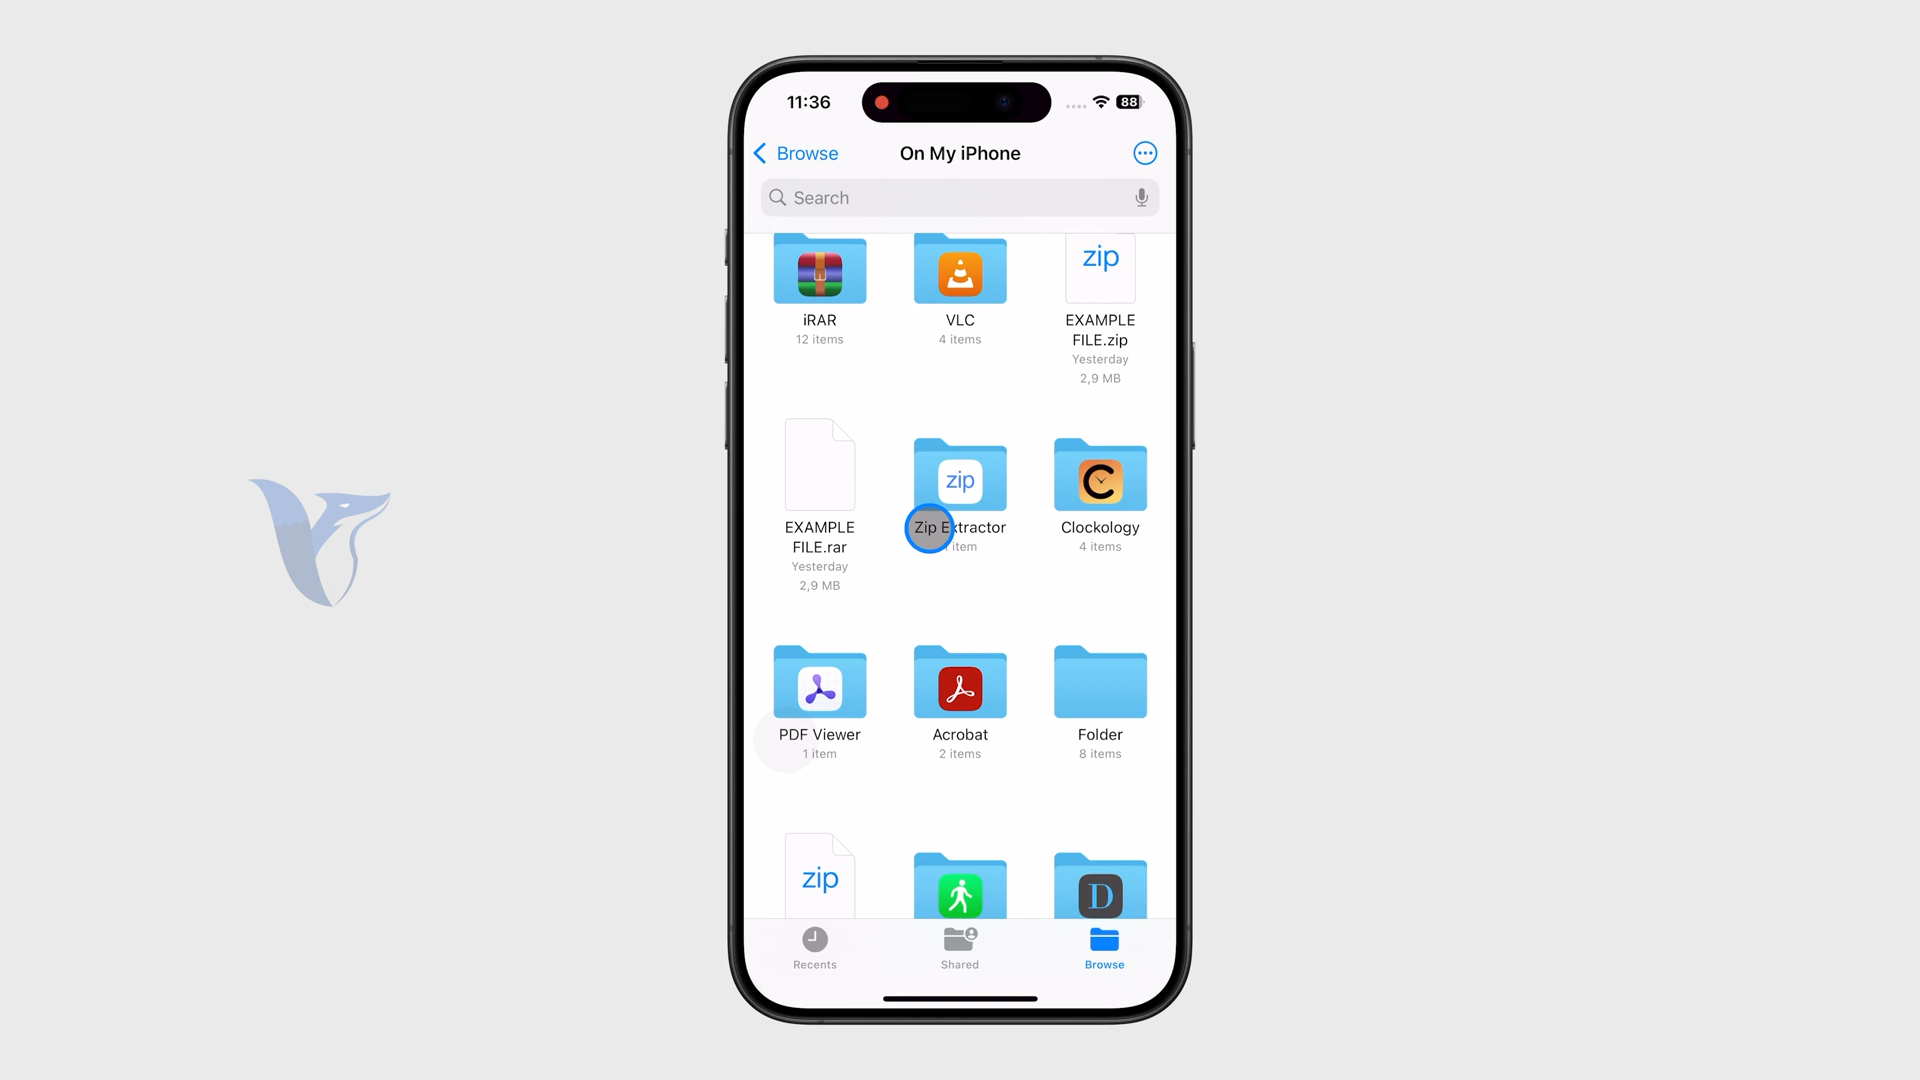 11:36
88
Browse
On My iPhone
Search
zip
iRAR
12 items
VLC
4 items
EXAMPLE
FILE.zip
Yesterday
2,9 MB
zip
EXAMPLE
FILE.rar
Yesterday
2,9 MB
Zip Extractor
item
Clockology
4 items
PDF Viewer
1 item
Acrobat
2 items
Folder
8 items
zip
D
Recents
Shared
Browse